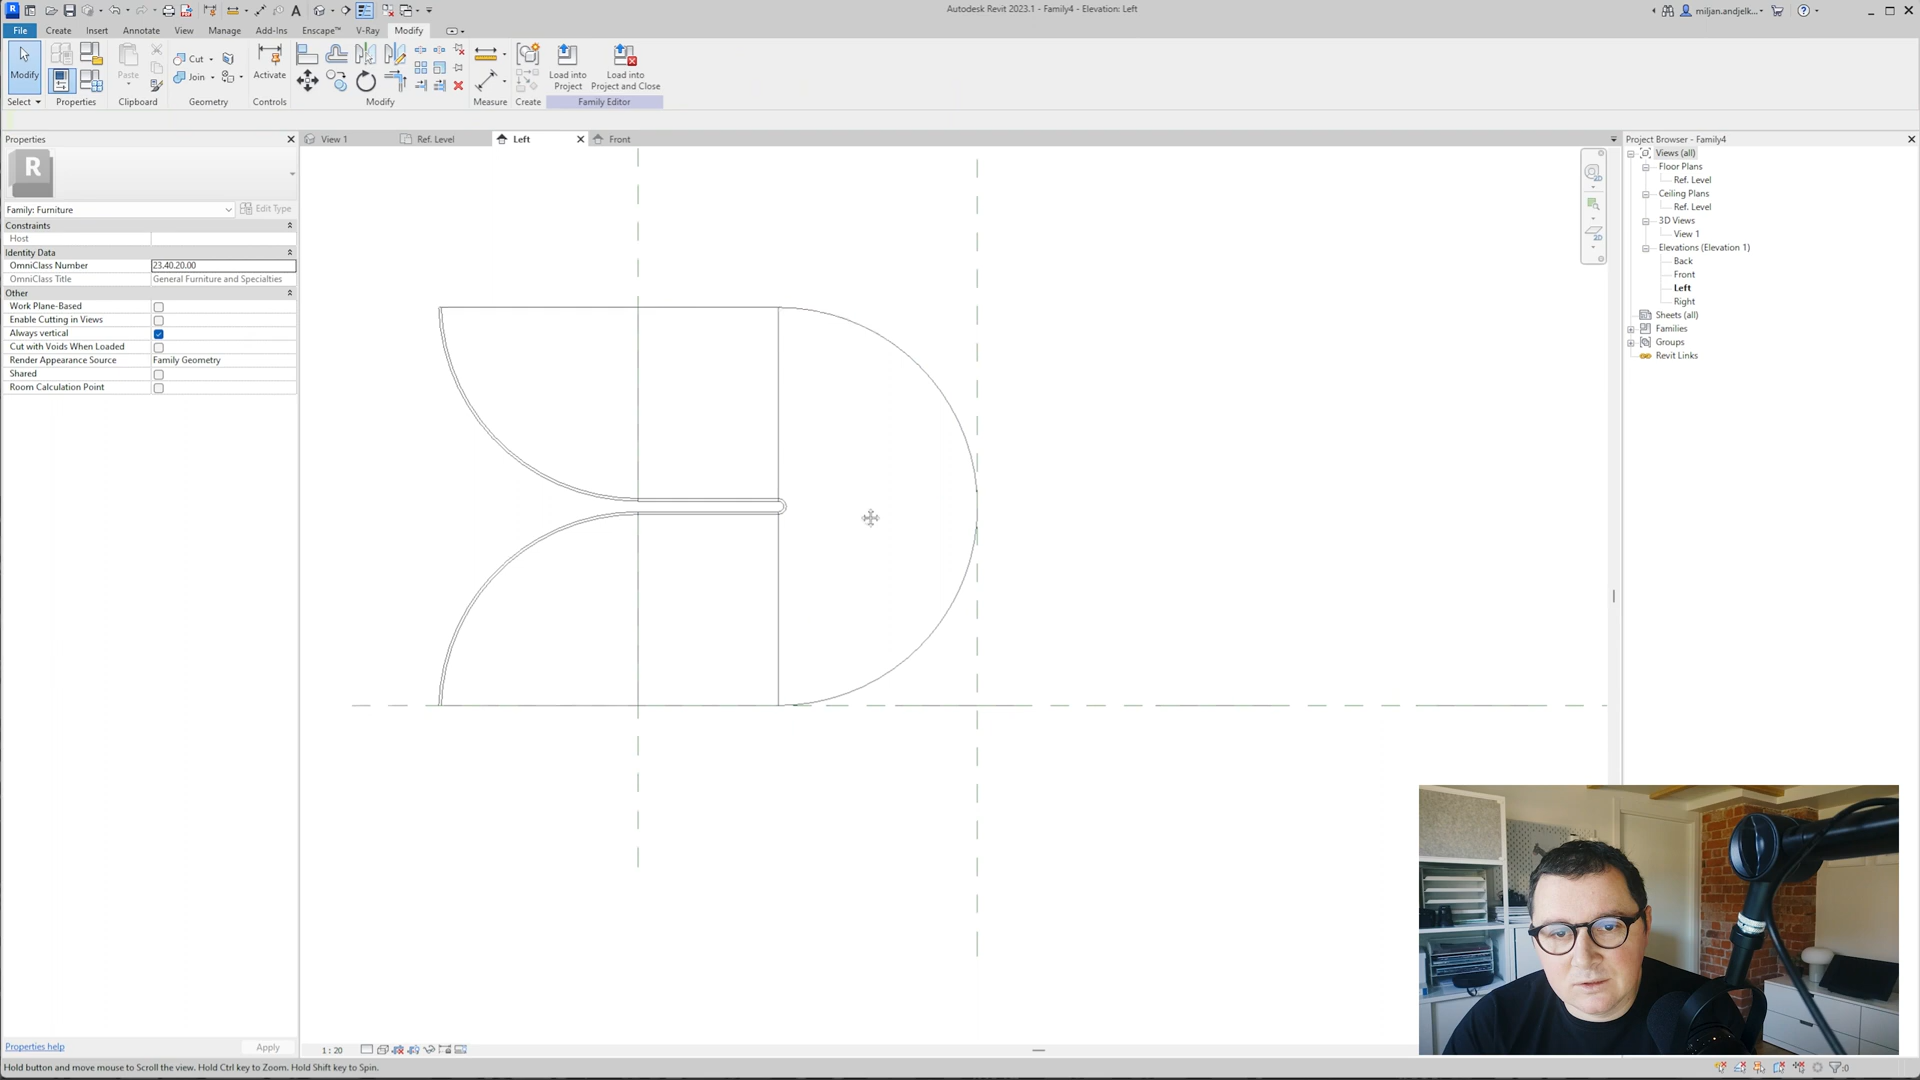 Autodesk Revit 2023.1 - Family4 - Elevation: Left
miljan.andjelk...
File Create Insert Annotate View Manage Add-Ins Enscape™ V-Ray Modify
Modify
Paste
Cut
Join
Activate
Load into Project
Load into Project and Close
Select Properties Clipboard Geometry Controls Modify Measure Create Family Editor
Properties
View 1 Ref. Level Left Front
Project Browser - Family4
R
Family: Furniture Edit Type
Constraints
Host
Identity Data
OmniClass Number 23.40.20.00
OmniClass Title General Furniture and Specialties
Other
Work Plane-Based
Enable Cutting in Views
Always vertical
Cut with Voids When Loaded
Render Appearance Source Family Geometry
Shared
Room Calculation Point
Views (all)
Floor Plans
Ref. Level
Ceiling Plans
Ref. Level
3D Views
View 1
Elevations (Elevation 1)
Back
Front
Left
Right
Sheets (all)
Families
Groups
Revit Links
Properties help Apply
1 : 20
Hold button and move mouse to Scroll the view. Hold Ctrl key to Zoom. Hold Shift key to Spin.
:0